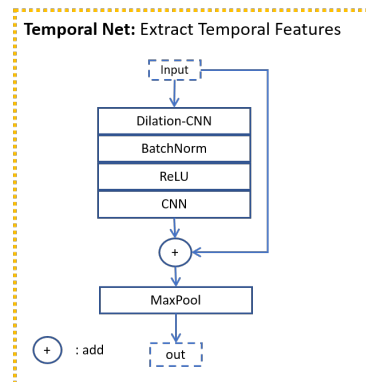 Temporal Net: Extract Temporal Features
Input
Dilation-CNN
BatchNorm
ReLU
CNN
+
MaxPool
+ : add
out